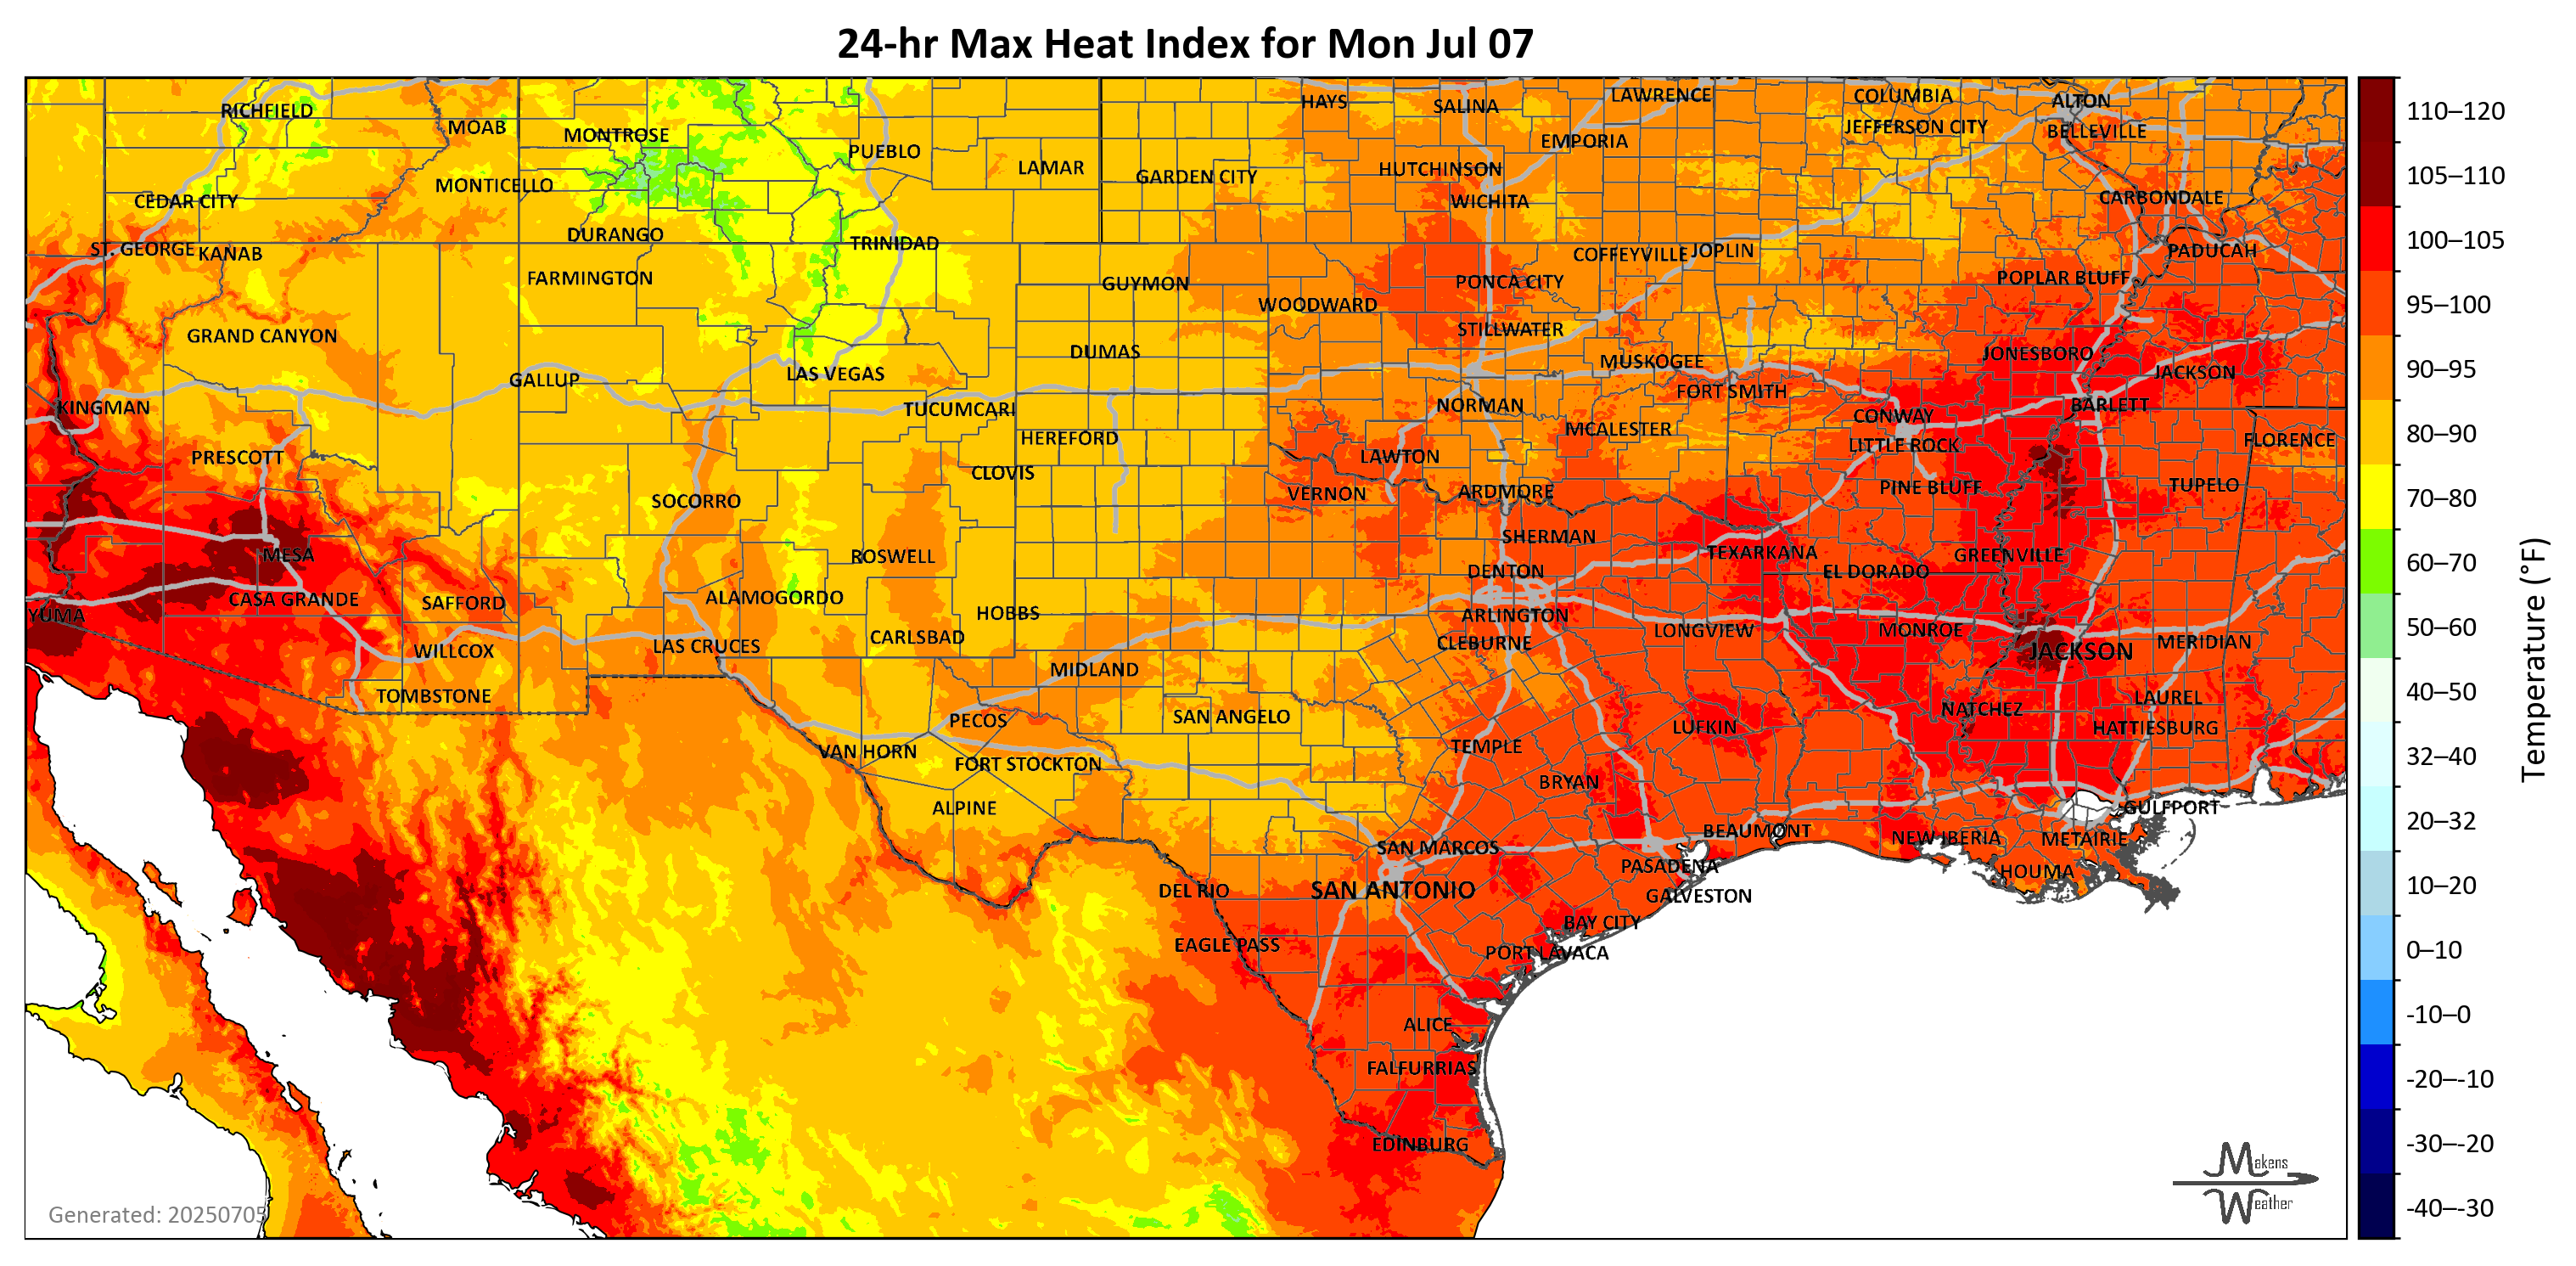 24-hr Max Heat Index for Mon Jul 07
HAYS
SALINA
LAWRENCE
COLUMBIA
ALTON
RICHFIELD
MOAB
MONTROSE
PUEBLO
EMPORIA
JEFFERSON CITY
BELLEVILLE
LAMAR
GARDEN CITY
HUTCHINSON
MONTICELLO
CEDAR CITY
WICHITA
CARBONDALE
DURANGO
TRINIDAD
ST. GEORGE
KANAB
COFFEYVILLE
JOPLIN
PADUCAH
FARMINGTON
GUYMON
PONCA CITY
POPLAR BLUFF
WOODWARD
GRAND CANYON
STILLWATER
DUMAS
MUSKOGEE
JONESBORO
GALLUP
LAS VEGAS
FORT SMITH
JACKSON
KINGMAN
TUCUMCARI
NORMAN
CONWAY
BARLETT
HEREFORD
MCALESTER
LITTLE ROCK
FLORENCE
PRESCOTT
CLOVIS
LAWTON
SOCORRO
VERNON
ARDMORE
PINE BLUFF
TUPELO
MESA
ROSWELL
SHERMAN
TEXARKANA
GREENVILLE
DENTON
EL DORADO
CASA GRANDE
SAFFORD
ALAMOGORDO
HOBBS
ARLINGTON
YUMA
LAS CRUCES
CARLSBAD
CLEBURNE
LONGVIEW
MONROE
MERIDIAN
WILLCOX
MIDLAND
JACKSON
TOMBSTONE
PECOS
SAN ANGELO
NATCHEZ
LAUREL
VAN HORN
TEMPLE
LUFKIN
HATTIESBURG
FORT STOCKTON
BRYAN
ALPINE
GULFPORT
SAN MARCOS
BEAUMONT
NEW IBERIA
METAIRIE
DEL RIO
SAN ANTONIO
PASADENA
HOUMA
GALVESTON
EAGLE PASS
BAY CITY
PORT LAVACA
ALICE
FALFURRIAS
EDINBURG
Generated: 20250705
Makens
Weather
110–120
105–110
100–105
95–100
90–95
80–90
70–80
60–70
50–60
40–50
32–40
20–32
10–20
0–10
-10–0
-20–-10
-30–-20
-40–-30
Temperature (°F)